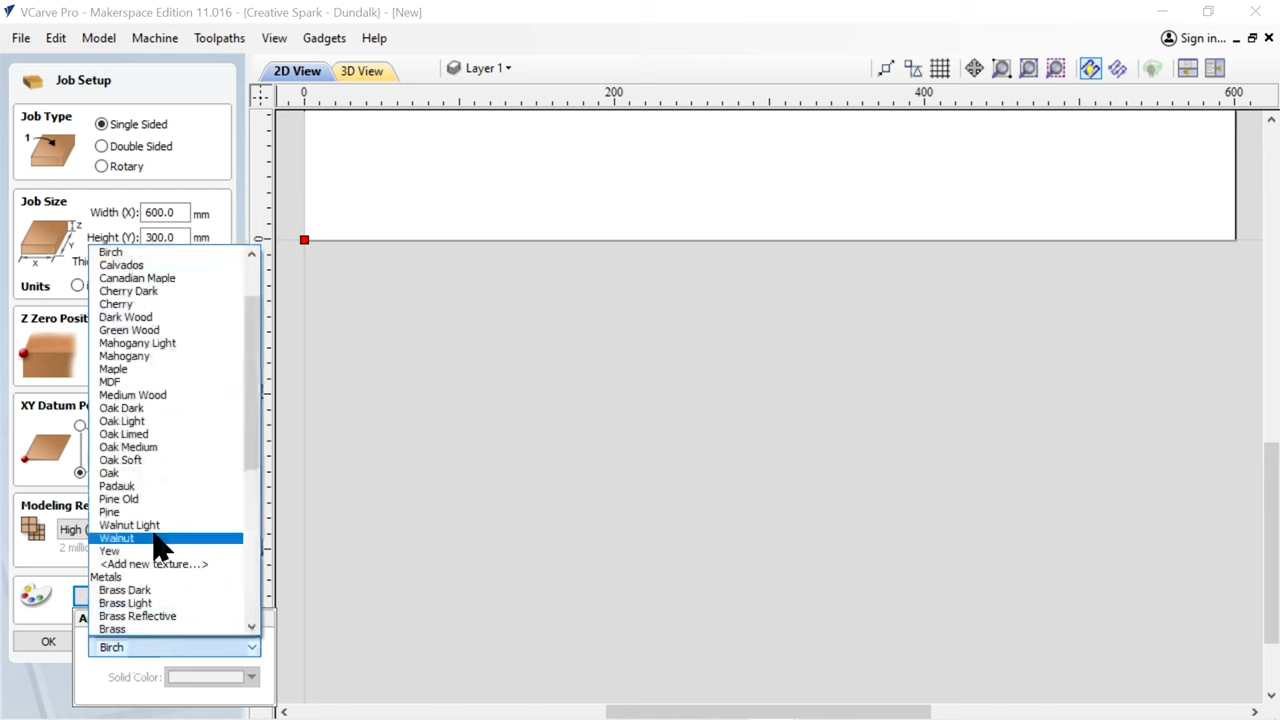 VCarve Pro - Makerspace Edition 11.016 - {Creative Spark - Dundalk} - [New]
File Edit Model Machine Toolpaths View Gadgets Help
Sign in...
2D View
3D View
Layer 1
Job Setup
0 200 400 600
Job Type
1
Single Sided
Double Sided
Rotary
Job Size
Width (X): 600.0 mm
Height (Y): 300.0 mm
Z
Y
X
Units
0
Z Zero
XY Datum
High
OK
Birch
Calvados
Canadian Maple
Cherry Dark
Cherry
Dark Wood
Green Wood
Mahogany Light
Mahogany
Maple
MDF
Medium Wood
Oak Dark
Oak Light
Oak Limed
Oak Medium
Oak Soft
Oak
Padauk
Pine Old
Pine
Walnut Light
Walnut
Yew
<Add new texture...>
Metals
Brass Dark
Brass Light
Brass Reflective
Brass
Birch
Solid Color: